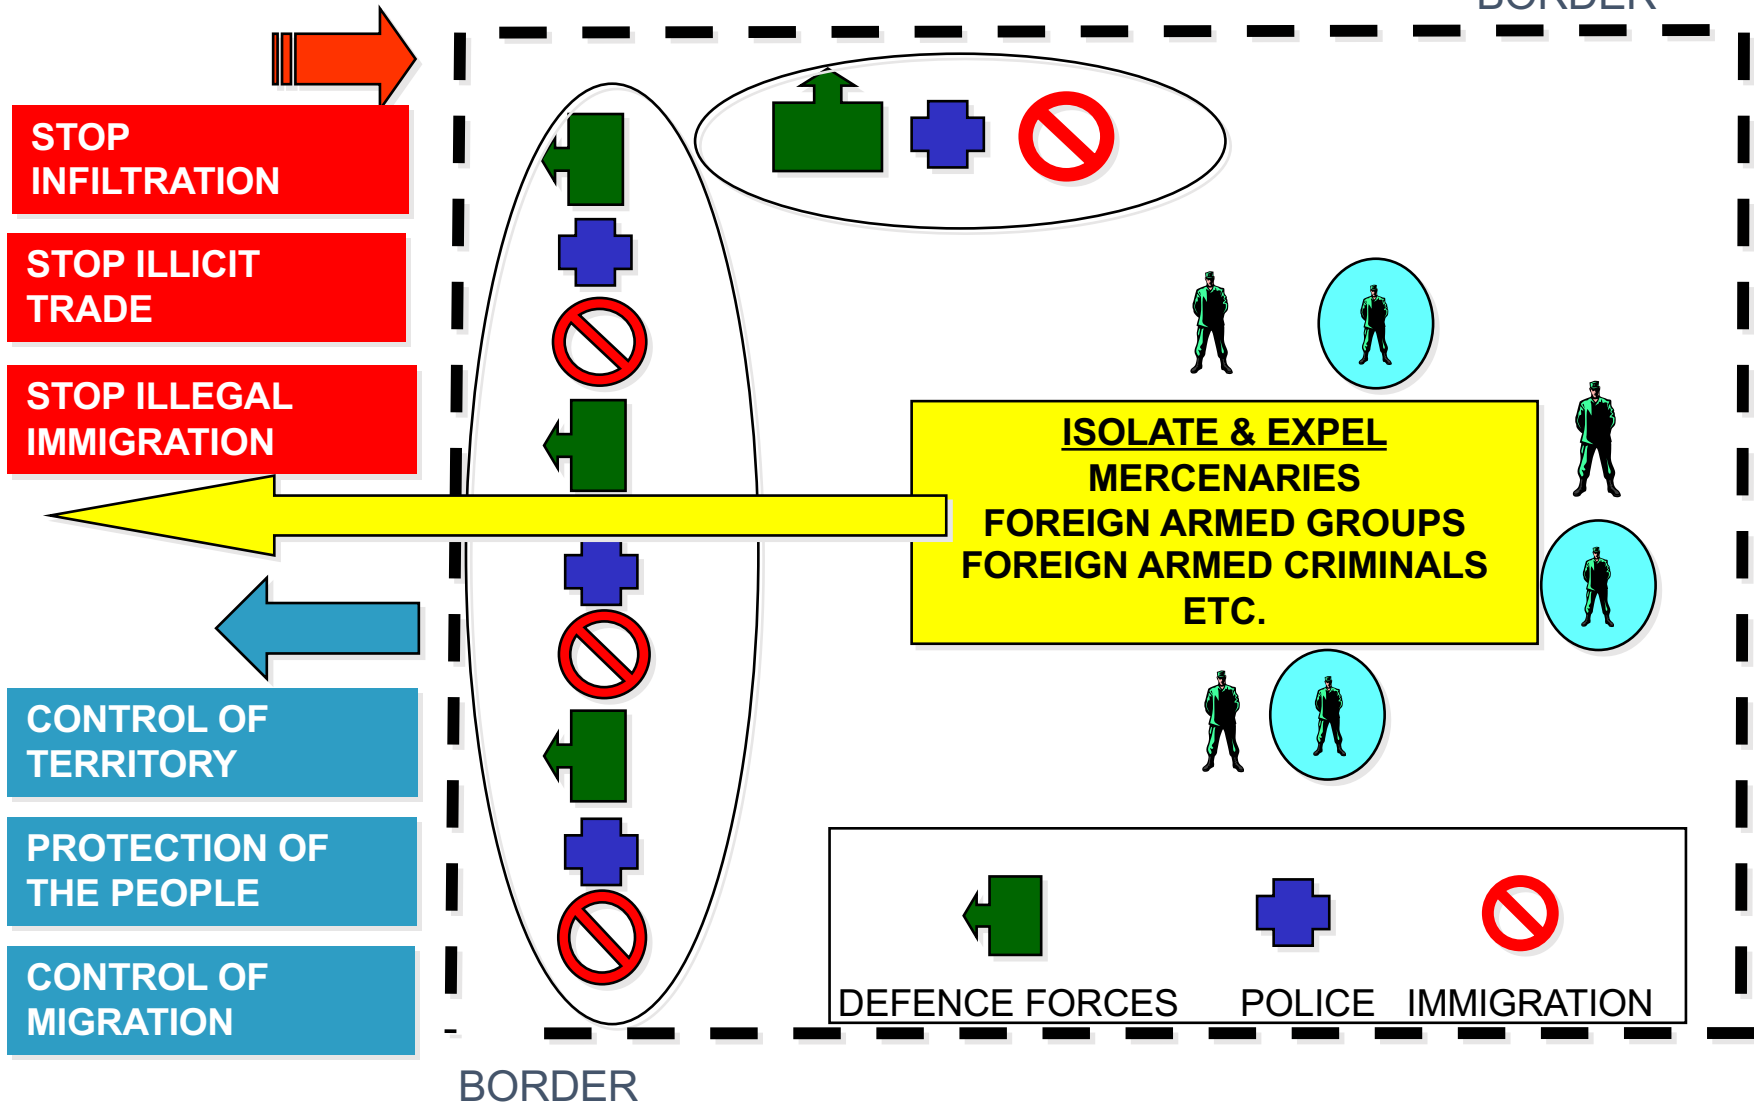 BORDER
STOP
INFILTRATION
STOP ILLICIT
TRADE
STOP ILLEGAL
IMMIGRATION
ISOLATE & EXPEL
MERCENARIES
FOREIGN ARMED GROUPS
FOREIGN ARMED CRIMINALS
ETC.
CONTROL OF
TERRITORY
PROTECTION OF
THE PEOPLE
CONTROL OF
MIGRATION
DEFENCE FORCES POLICE IMMIGRATION
BORDER